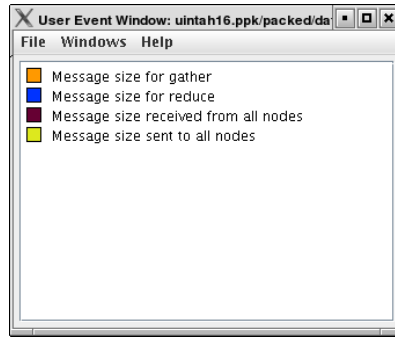 User Event Window: uintah16.ppk/packed/da
File Windows Help
Message size for gather
Message size for reduce
Message size received from all nodes
Message size sent to all nodes